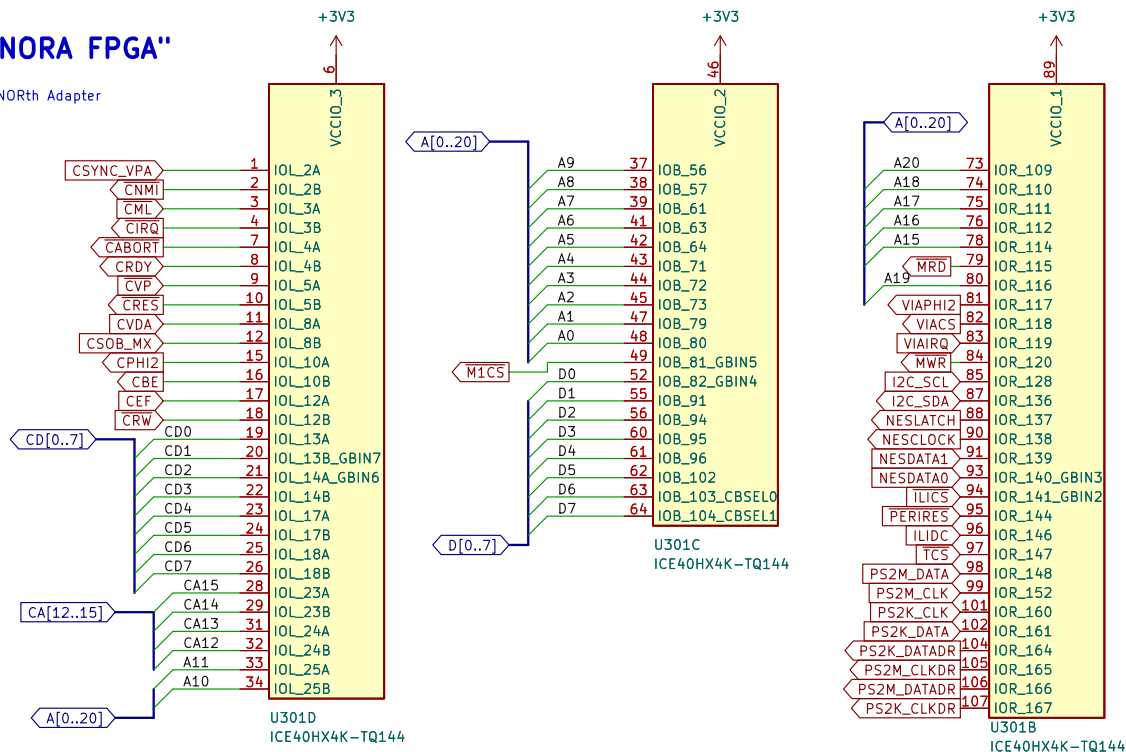 NORA FPGA"
NORth Adapter
+3V3
6
VCCIO_3
CSYNC_VPA 1 IOL_2A
CNMI 2 IOL_2B
CML 3 IOL_3A
CIRQ 4 IOL_3B
CABORT 7 IOL_4A
CRDY 8 IOL_4B
CVP 9 IOL_5A
CRES 10 IOL_5B
CVDA 11 IOL_8A
CSOB_MX 12 IOL_8B
CPHI2 15 IOL_10A
CBE 16 IOL_10B
CEF 17 IOL_12A
CRW 18 IOL_12B
CD[0..7]
CD0 19 IOL_13A
CD1 20 IOL_13B_GBIN7
CD2 21 IOL_14A_GBIN6
CD3 22 IOL_14B
CD4 23 IOL_17A
CD5 24 IOL_17B
CD6 25 IOL_18A
CD7 26 IOL_18B
CA15 28 IOL_23A
CA[12..15]
CA14 29 IOL_23B
CA13 31 IOL_24A
CA12 32 IOL_24B
A11 33 IOL_25A
A10 34 IOL_25B
A[0..20]
U301D
ICE40HX4K-TQ144
+3V3
46
VCCIO_2
A[0..20]
A9 37 IOB_56
A8 38 IOB_57
A7 39 IOB_61
A6 41 IOB_63
A5 42 IOB_64
A4 43 IOB_71
A3 44 IOB_72
A2 45 IOB_73
A1 47 IOB_79
A0 48 IOB_80
M1CS 49 IOB_81_GBIN5
D0 52 IOB_82_GBIN4
D1 55 IOB_91
D2 56 IOB_94
D3 60 IOB_95
D4 61 IOB_96
D5 62 IOB_102
D6 63 IOB_103_CBSEL0
D7 64 IOB_104_CBSEL1
D[0..7]
U301C
ICE40HX4K-TQ144
+3V3
89
VCCIO_1
A[0..20]
A20 73 IOR_109
A18 74 IOR_110
A17 75 IOR_111
A16 76 IOR_112
A15 78 IOR_114
MRD 79 IOR_115
A19 80 IOR_116
VIAPHI2 81 IOR_117
VIACS 82 IOR_118
VIAIRQ 83 IOR_119
MWR 84 IOR_120
I2C_SCL 85 IOR_128
I2C_SDA 87 IOR_136
NESLATCH 88 IOR_137
NESCLOCK 90 IOR_138
NESDATA1 91 IOR_139
NESDATA0 93 IOR_140_GBIN3
ILICS 94 IOR_141_GBIN2
PERIRES 95 IOR_144
ILIDC 96 IOR_146
TCS 97 IOR_147
PS2M_DATA 98 IOR_148
PS2M_CLK 99 IOR_152
PS2K_CLK 101 IOR_160
PS2K_DATA 102 IOR_161
PS2K_DATADR 104 IOR_164
PS2M_CLKDR 105 IOR_165
PS2M_DATADR 106 IOR_166
PS2K_CLKDR 107 IOR_167
U301B
ICE40HX4K-TQ144